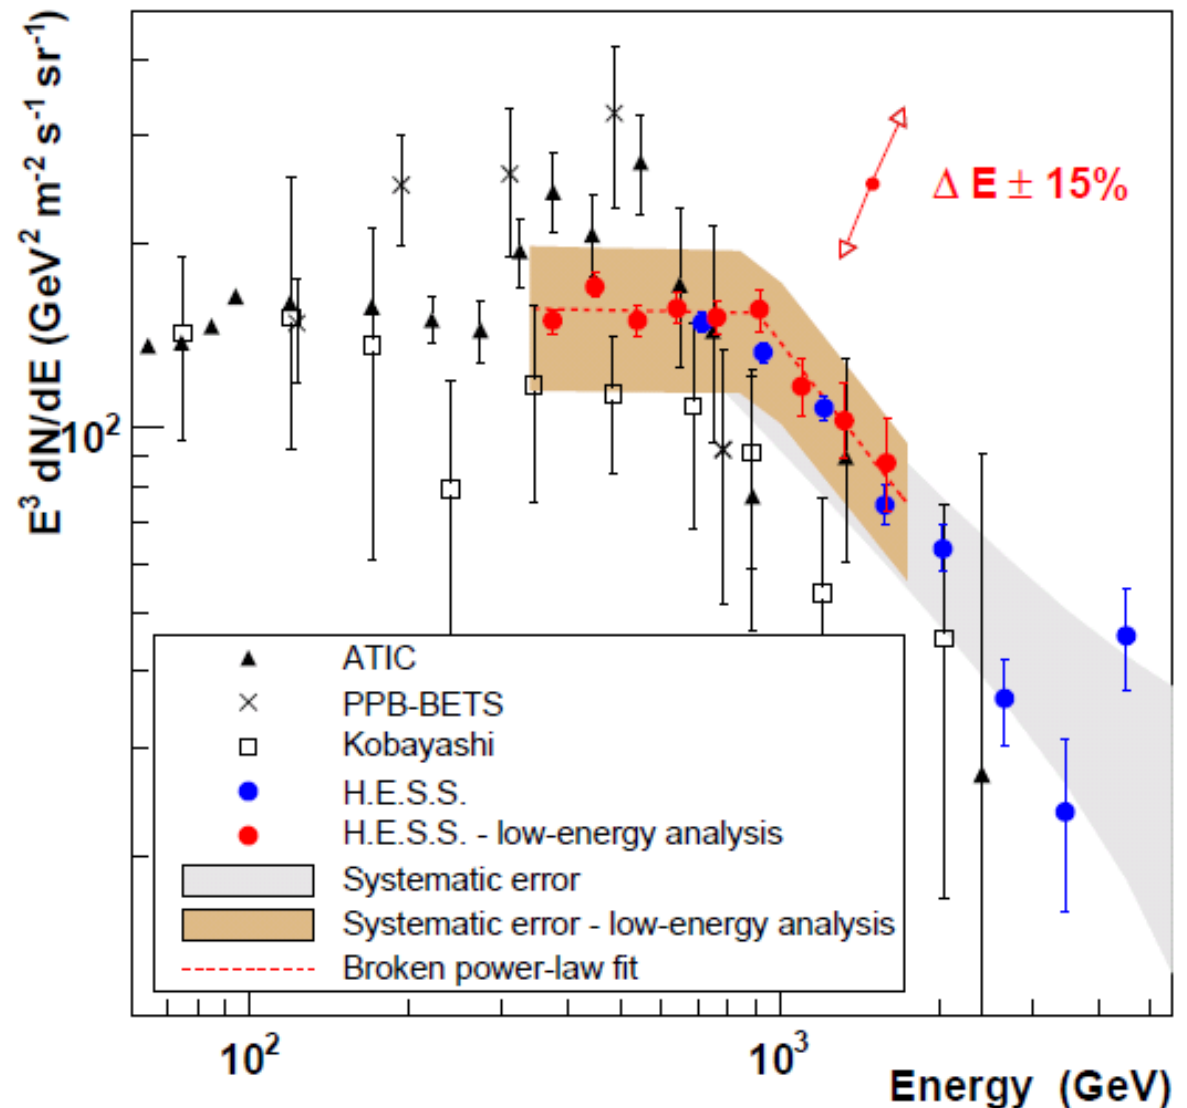 E³ dN/dE (GeV² m⁻² s⁻¹ sr⁻¹)
Δ E ± 15%
10²
ATIC
PPB-BETS
Kobayashi
H.E.S.S.
H.E.S.S. - low-energy analysis
Systematic error
Systematic error - low-energy analysis
Broken power-law fit
10²
10³
Energy (GeV)